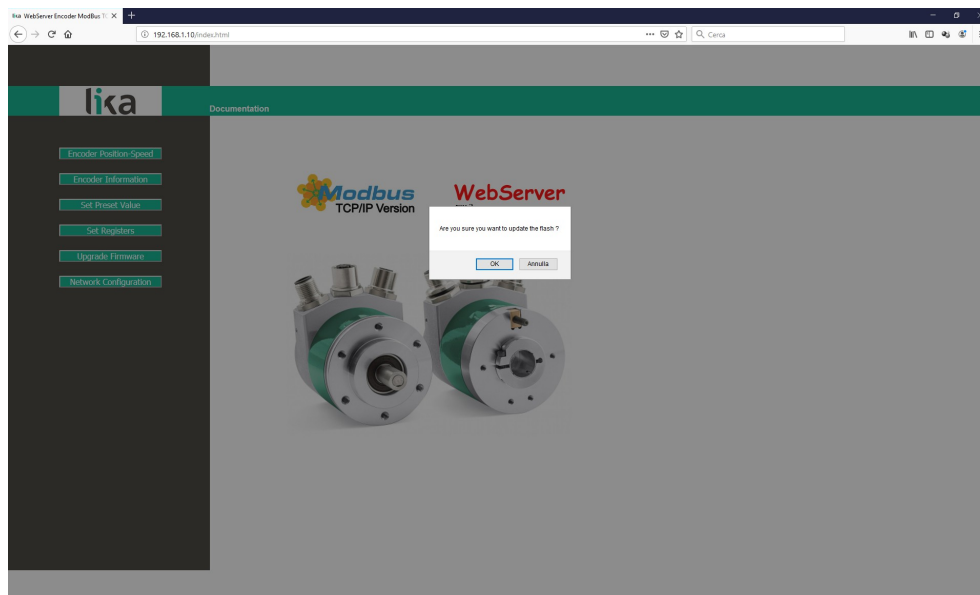 lika WebServer Encoder ModBus TC
192.168.1.10/index.html
Cerca
lika
Documentation
Encoder Position-Speed
Encoder Information
Set Preset Value
Set Registers
Upgrade Firmware
Network Configuration
Modbus
TCP/IP Version
WebServer
Are you sure you want to update the flash ?
OK
Annulla